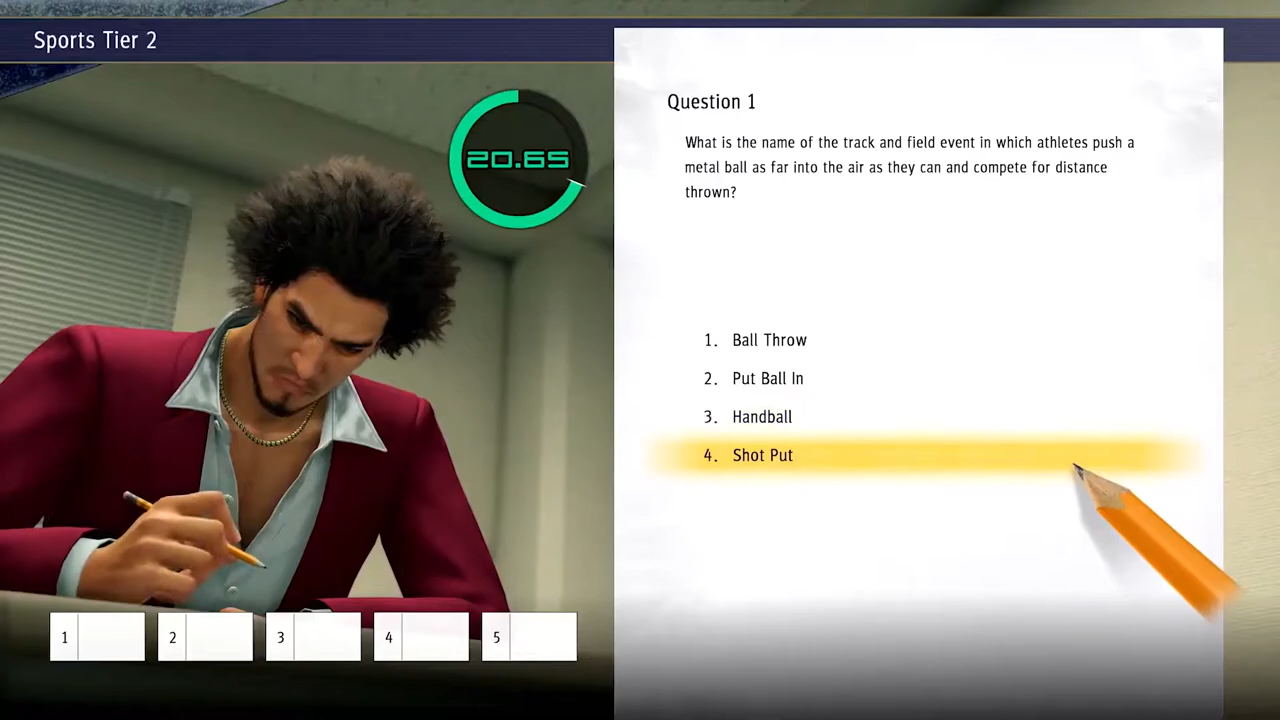 Sports Tier 2
20.65
Question 1
What is the name of the track and field event in which athletes push a
metal ball as far into the air as they can and compete for distance
thrown?
1. Ball Throw
2. Put Ball In
3. Handball
4. Shot Put
1 2 3 4 5